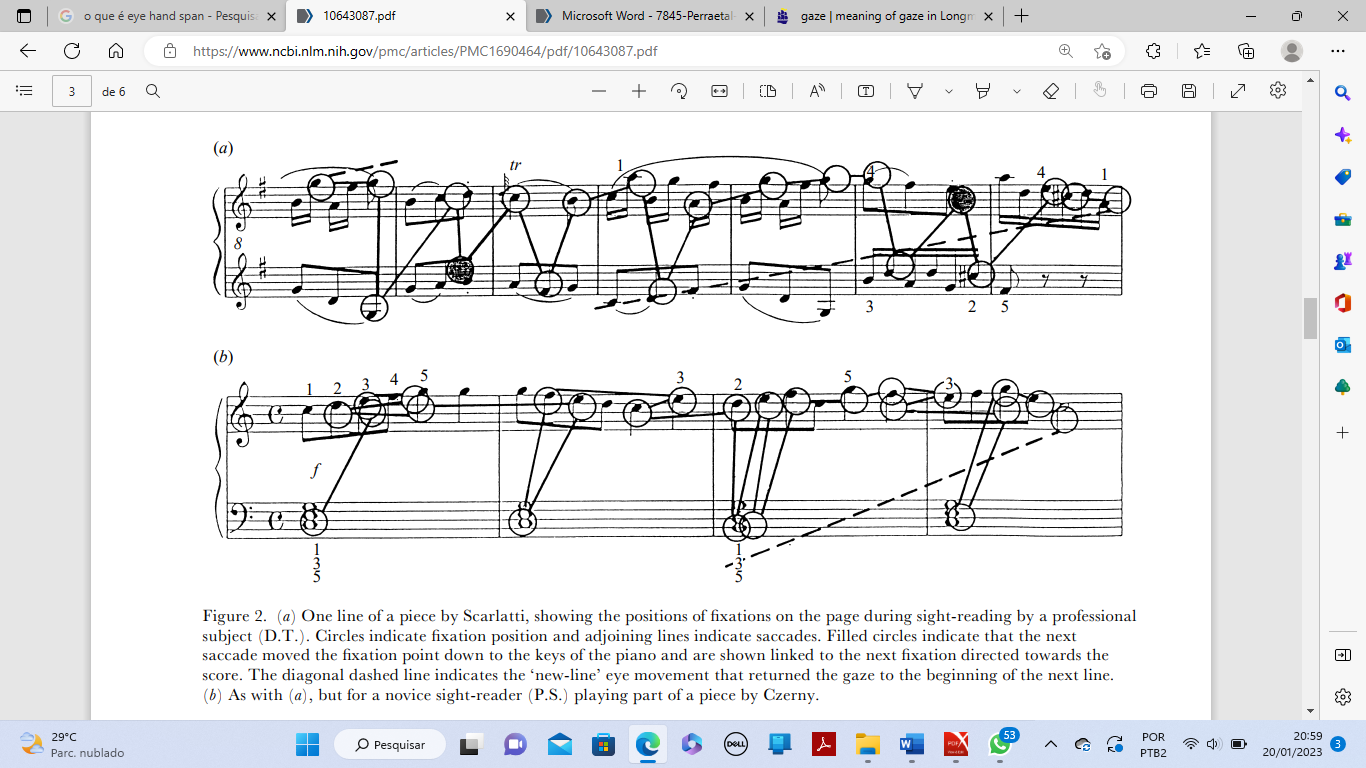 o que é eye hand span - Pesquisa
10643087.pdf
Microsoft Word - 7845-Perraetal
gaze | meaning of gaze in Longm
https://www.ncbi.nlm.nih.gov/pmc/articles/PMC1690464/pdf/10643087.pdf
3 de 6
(a)
tr
1
4
4
1
8
3
2
5
(b)
1 2 3 4 5
3
2
5
3
f
1
3
5
1
3
5
Figure 2. (a) One line of a piece by Scarlatti, showing the positions of fixations on the page during sight-reading by a professional
subject (D.T.). Circles indicate fixation position and adjoining lines indicate saccades. Filled circles indicate that the next
saccade moved the fixation point down to the keys of the piano and are shown linked to the next fixation directed towards the
score. The diagonal dashed line indicates the ‘new-line’ eye movement that returned the gaze to the beginning of the next line.
(b) As with (a), but for a novice sight-reader (P.S.) playing part of a piece by Czerny.
29°C
Parc. nublado
Pesquisar
DELL
PDF
53
POR
PTB2
20:59
20/01/2023
3